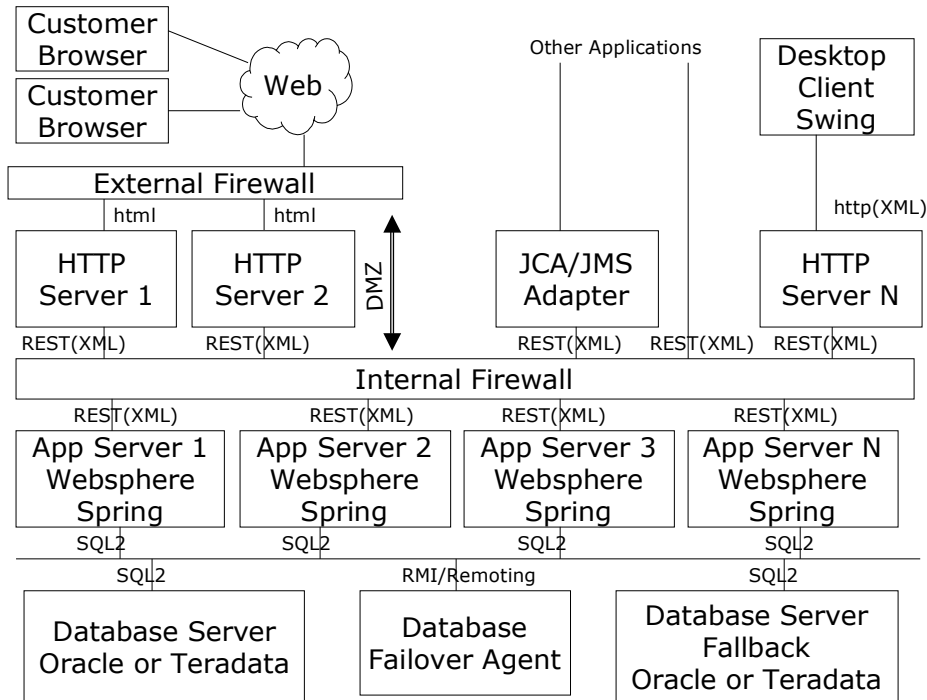 Customer
Browser
Customer
Browser
Web
Other Applications
Desktop
Client
Swing
External Firewall
html
html
http(XML)
HTTP
Server 1
HTTP
Server 2
DMZ
JCA/JMS
Adapter
HTTP
Server N
REST(XML)
REST(XML)
REST(XML)
REST(XML)
REST(XML)
Internal Firewall
REST(XML)
REST(XML)
REST(XML)
REST(XML)
App Server 1
Websphere
Spring
App Server 2
Websphere
Spring
App Server 3
Websphere
Spring
App Server N
Websphere
Spring
SQL2
SQL2
SQL2
SQL2
SQL2
RMI/Remoting
SQL2
Database Server
Oracle or Teradata
Database
Failover Agent
Database Server
Fallback
Oracle or Teradata